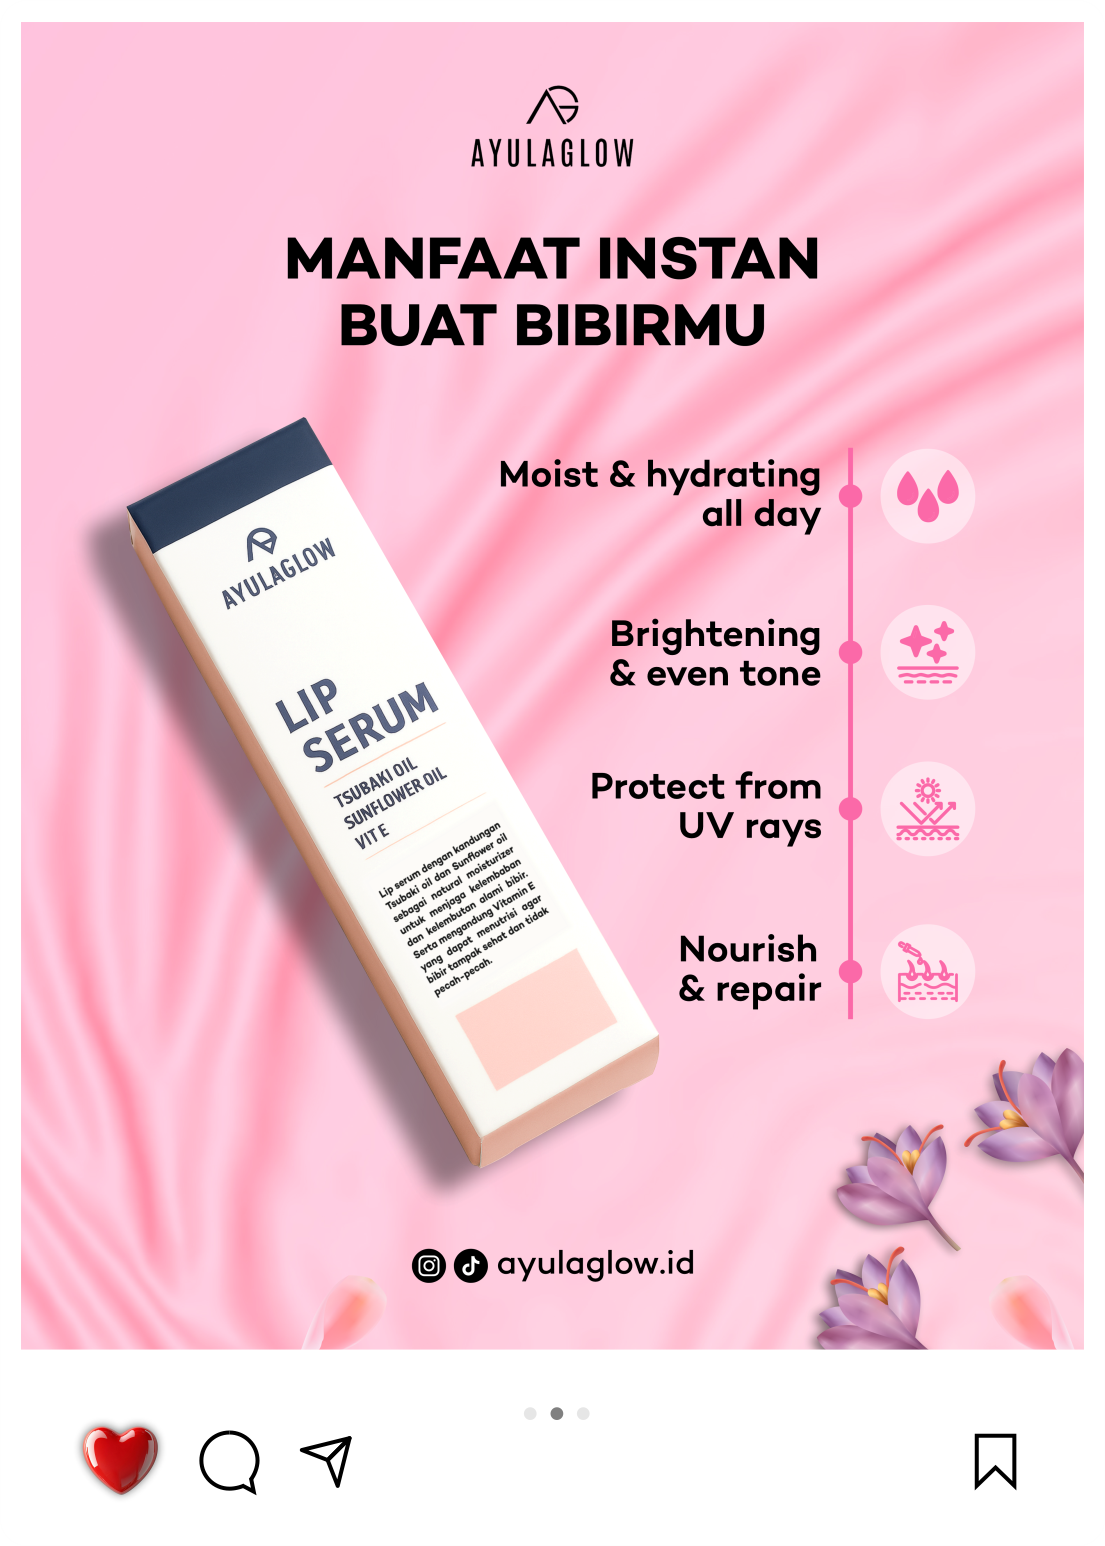 AYULAGLOW
MANFAAT INSTAN
BUAT BIBIRMU
AYULAGLOW
LIP
SERUM
TSUBAKI OIL
SUNFLOWER OIL
VIT E
Lip serum dengan kandungan
Tsubaki oil dan Sunflower oil
sebagai natural moisturizer
untuk menjaga kelembaban
dan kelembutan alami bibir.
Serta mengandung Vitamin E
yang dapat menutrisi agar
bibir tampak sehat dan tidak
pecah-pecah.
Moist & hydrating
all day
Brightening
& even tone
Protect from
UV rays
Nourish
& repair
ayulaglow.id